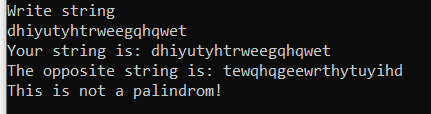 Write string
dhiyutyhtrweegqhqwet
Your string is: dhiyutyhtrweegqhqwet
The opposite string is: tewqhqgeewrthytuyihd
This is not a palindrom!